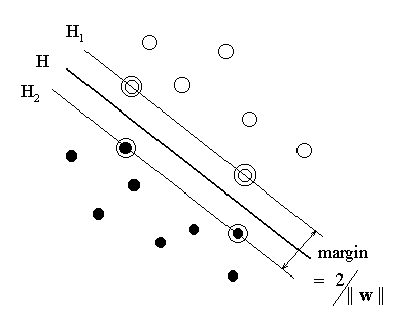 H1
H
H2
margin
= 2/‖w‖